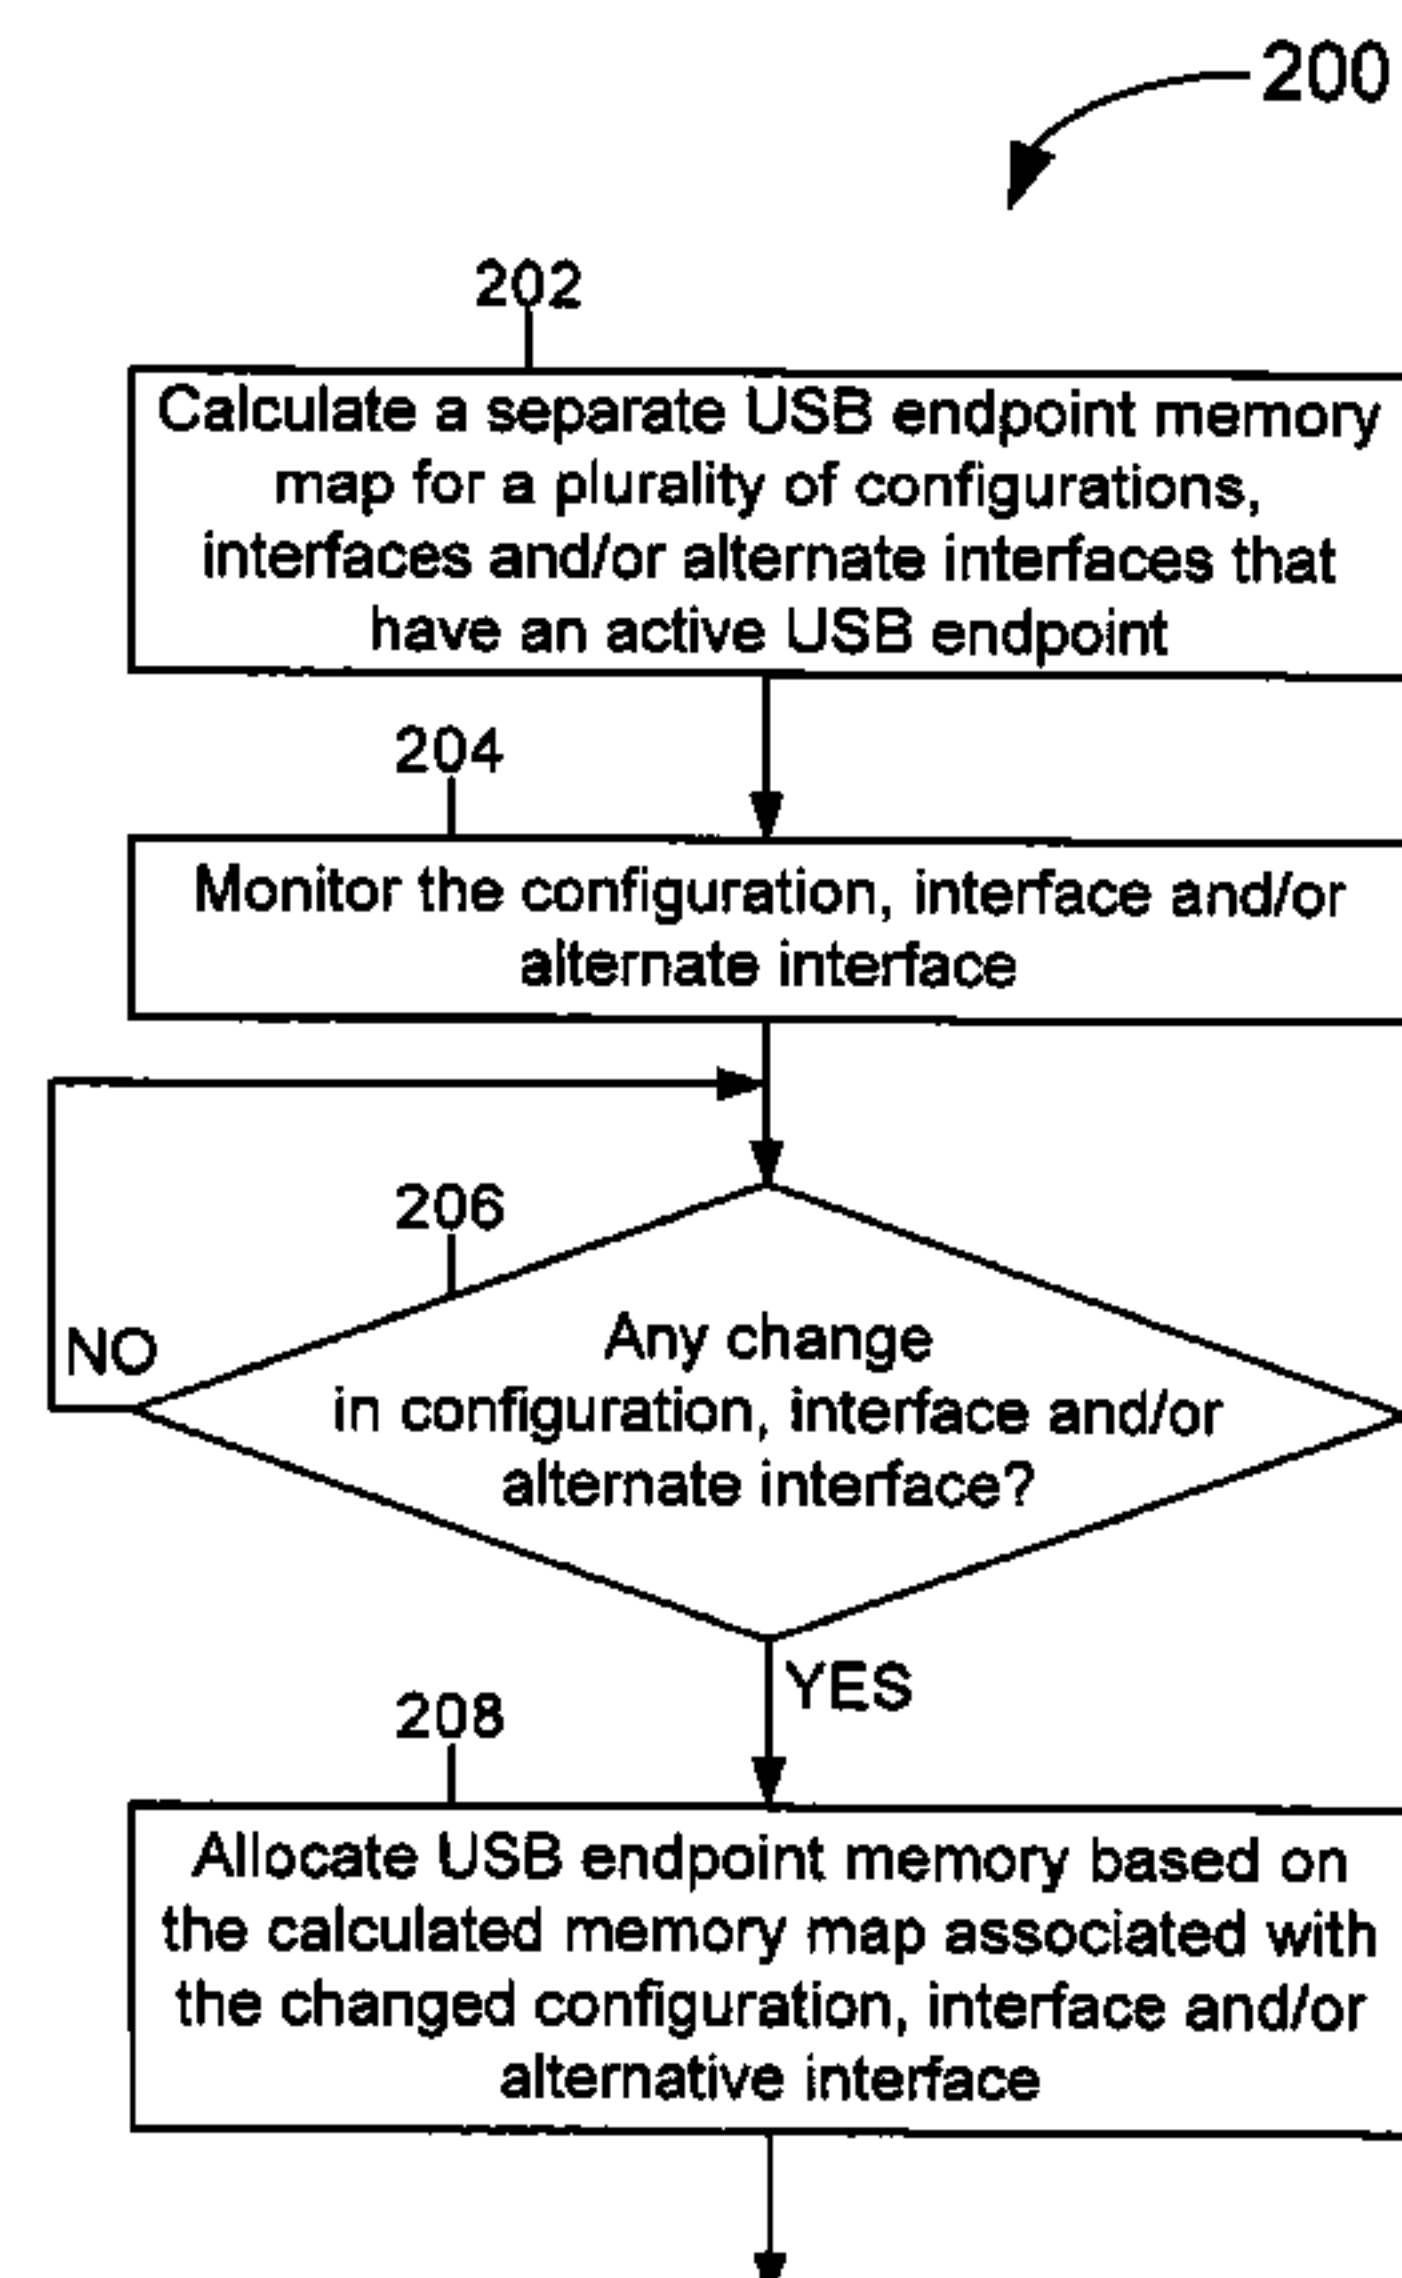 200
202
Calculate a separate USB endpoint memory
map for a plurality of configurations,
interfaces and/or alternate interfaces that
have an active USB endpoint
204
Monitor the configuration, interface and/or
alternate interface
206
NO
Any change
in configuration, interface and/or
alternate interface?
YES
208
Allocate USB endpoint memory based on
the calculated memory map associated with
the changed configuration, interface and/or
alternative interface